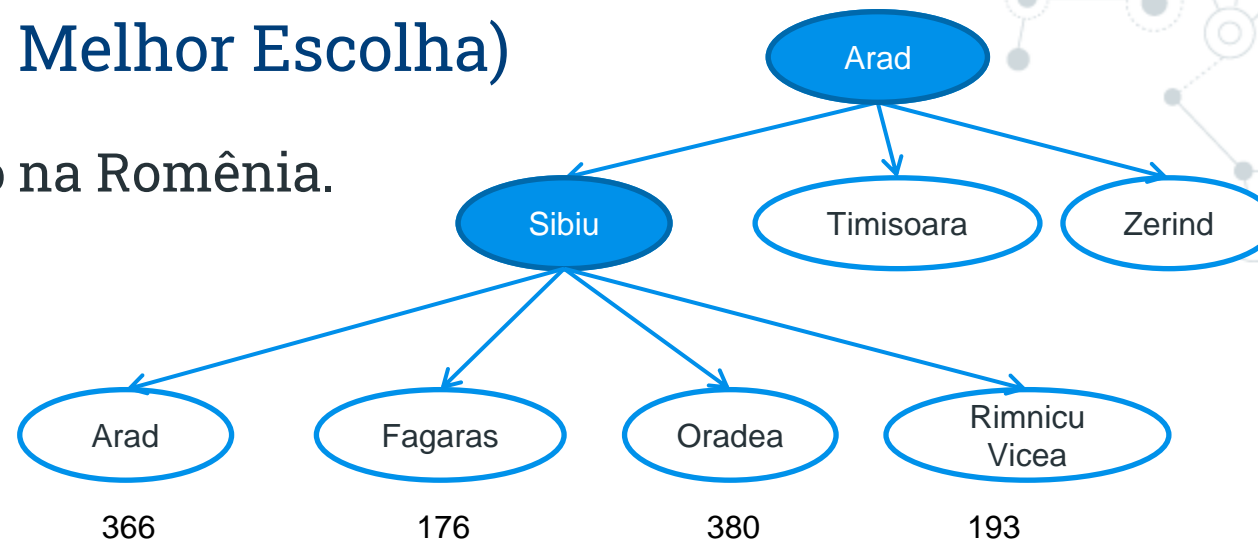 Melhor Escolha)
Arad
o na Romênia.
Sibiu
Timisoara
Zerind
Arad
Fagaras
Oradea
Rimnicu
Vicea
366
176
380
193